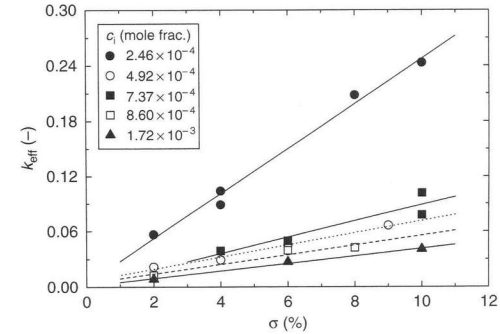 0.30
0.24
0.18
0.12
0.06
0.00
k_eff (–)
c_i (mole frac.)
2.46×10⁻⁴
4.92×10⁻⁴
7.37×10⁻⁴
8.60×10⁻⁴
1.72×10⁻³
0 2 4 6 8 10 12
σ (%)